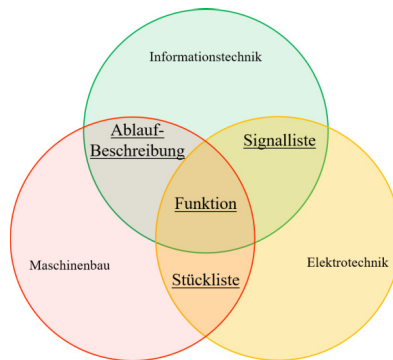 Informationstechnik
Ablauf-
Beschreibung
Signalliste
Funktion
Maschinenbau
Elektrotechnik
Stückliste